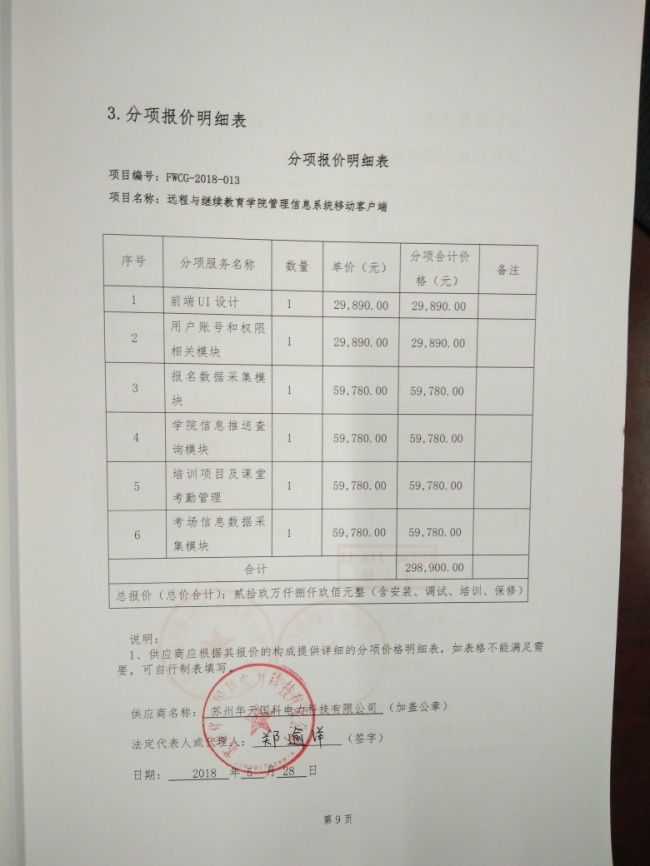 3.分项报价明细表
分项报价明细表
项目编号：FWCG-2018-013
项目名称：远程与继续教育学院管理信息系统移动客户端
序号 分项服务名称 数量 单价（元） 分项合计价格（元） 备注
1 前端UI设计 1 29,890.00 29,890.00
2 用户账号和权限相关模块 1 29,890.00 29,890.00
3 报名数据采集模块 1 59,780.00 59,780.00
4 学院信息推送查询模块 1 59,780.00 59,780.00
5 培训项目及课堂考勤管理 1 59,780.00 59,780.00
6 考场信息数据采集模块 1 59,780.00 59,780.00
合计 298,900.00
总报价（总价合计）：贰拾玖万仟捌仟玖佰元整（含安装、调试、培训、保修）
说明：
1、供应商应根据其报价的构成提供详细的分项价格明细表，如表格不能满足需
要，可自行制表填写。
供应商名称：苏州华天国科电力科技有限公司（加盖公章）
法定代表人或代理人：郑逾洋（签字）
日期：2018年5月28日
第9页